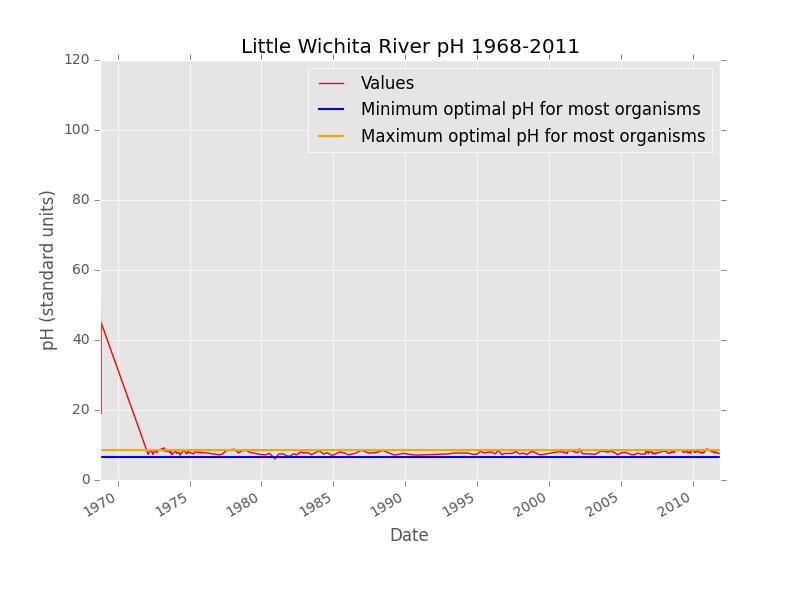 Little Wichita River pH 1968-2011
120
100
80
60
40
20
0
pH (standard units)
Values
Minimum optimal pH for most organisms
Maximum optimal pH for most organisms
1970
1975
1980
1985
1990
1995
2000
2005
2010
Date